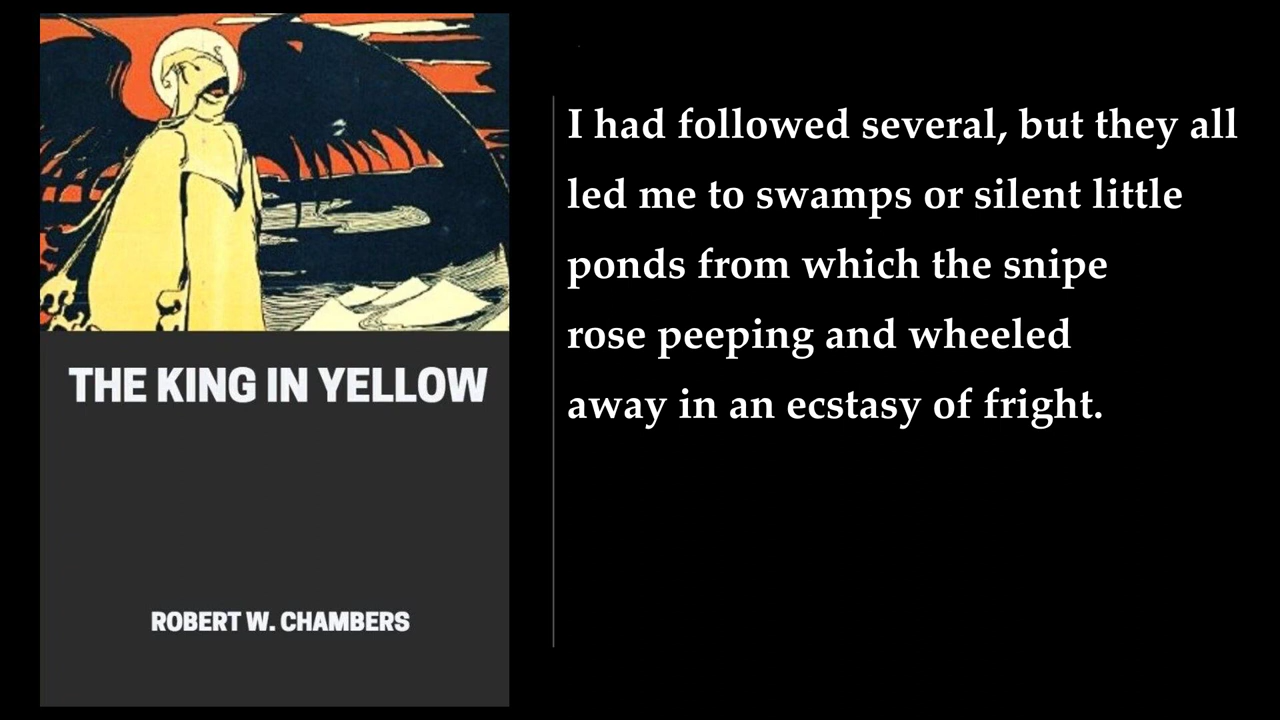 THE KING IN YELLOW
ROBERT W. CHAMBERS
I had followed several, but they all
led me to swamps or silent little
ponds from which the snipe
rose peeping and wheeled
away in an ecstasy of fright.